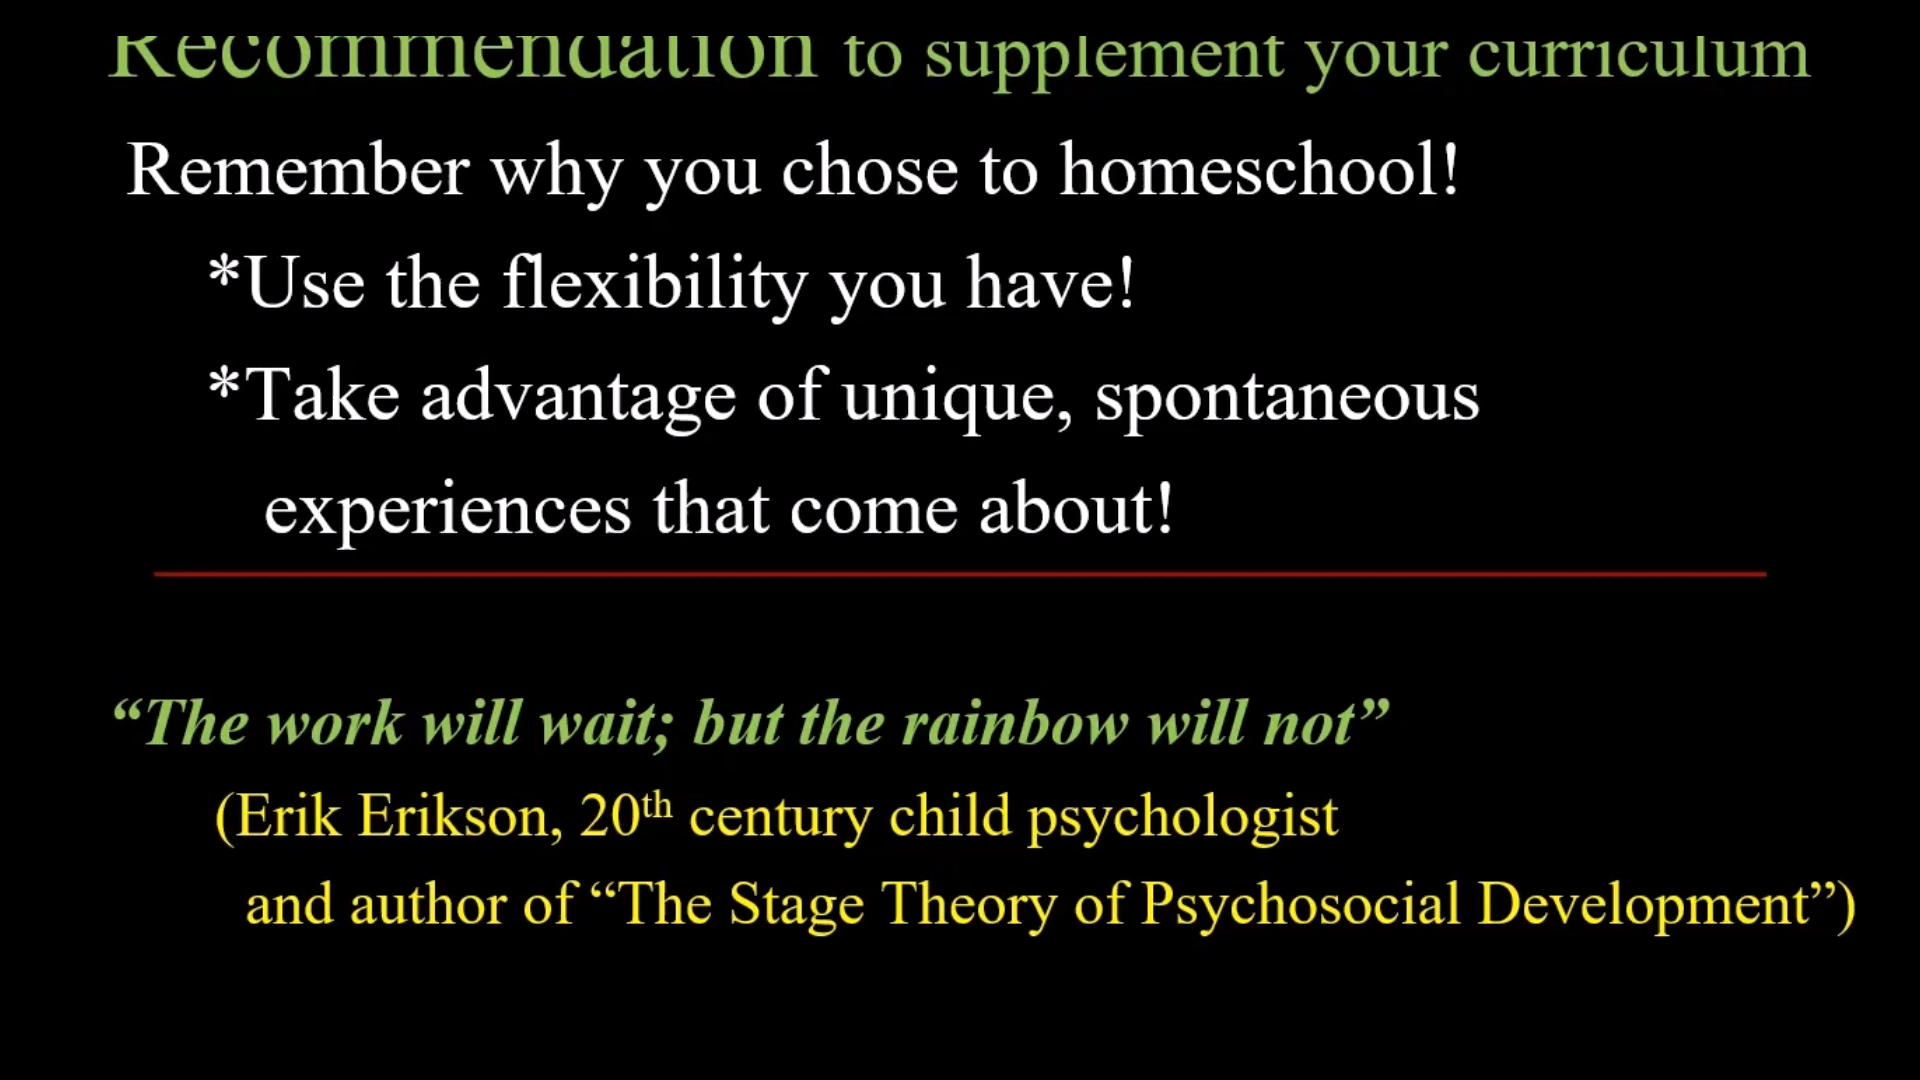 Recommendation to supplement your curriculum
Remember why you chose to homeschool!
*Use the flexibility you have!
*Take advantage of unique, spontaneous
experiences that come about!
“The work will wait; but the rainbow will not”
(Erik Erikson, 20th century child psychologist
and author of “The Stage Theory of Psychosocial Development”)